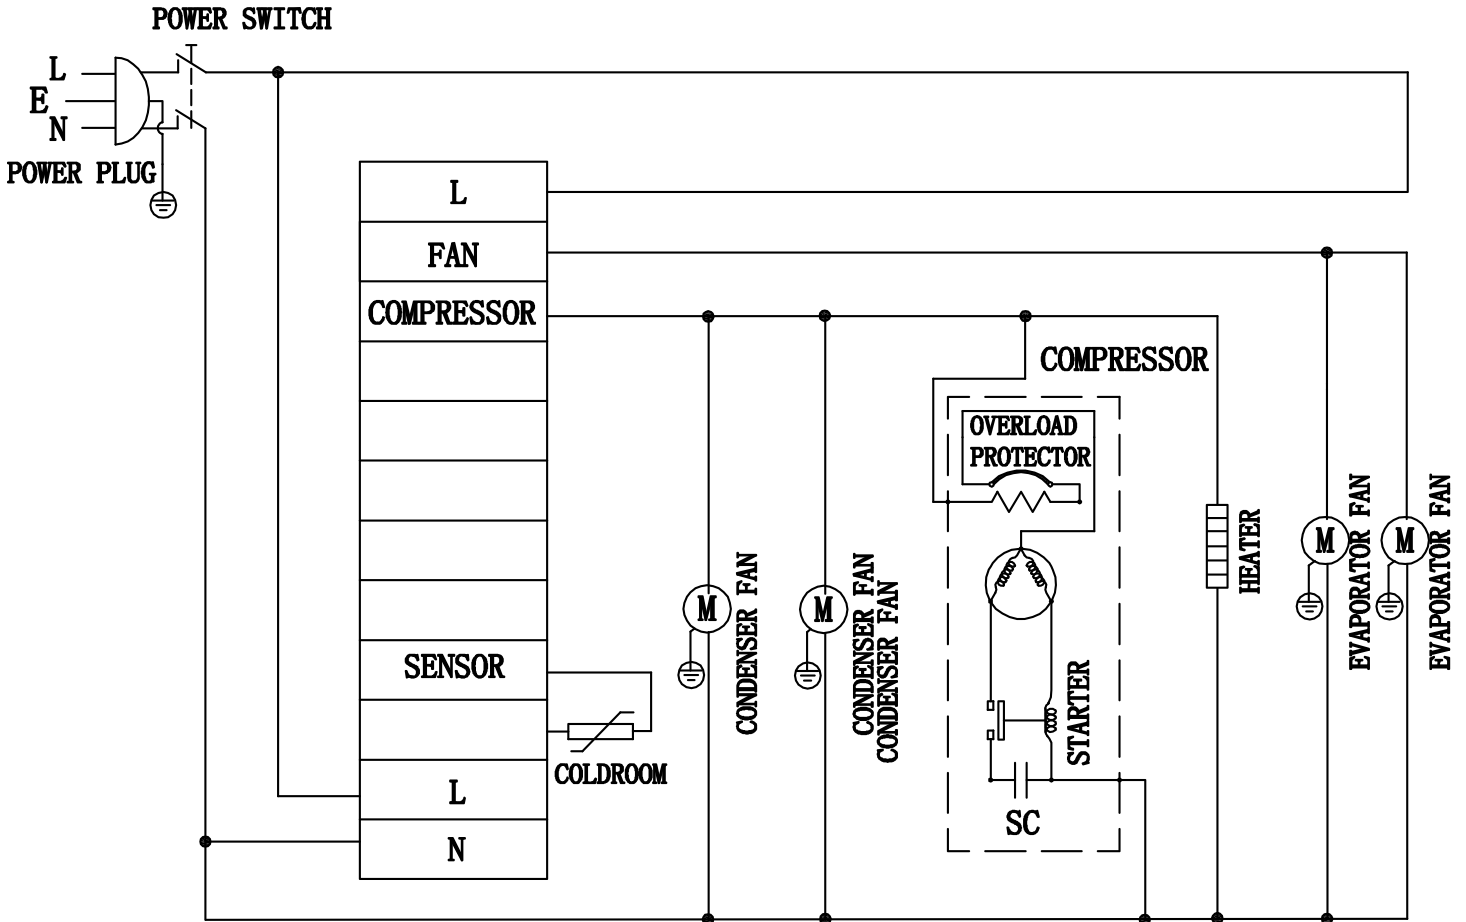 POWER SWITCH
L
E
N
POWER PLUG
L
FAN
COMPRESSOR
SENSOR
L
N
COLDROOM
M
CONDENSER FAN
M
CONDENSER FAN
CONDENSER FAN
COMPRESSOR
OVERLOAD
PROTECTOR
STARTER
SC
HEATER
M
EVAPORATOR FAN
M
EVAPORATOR FAN